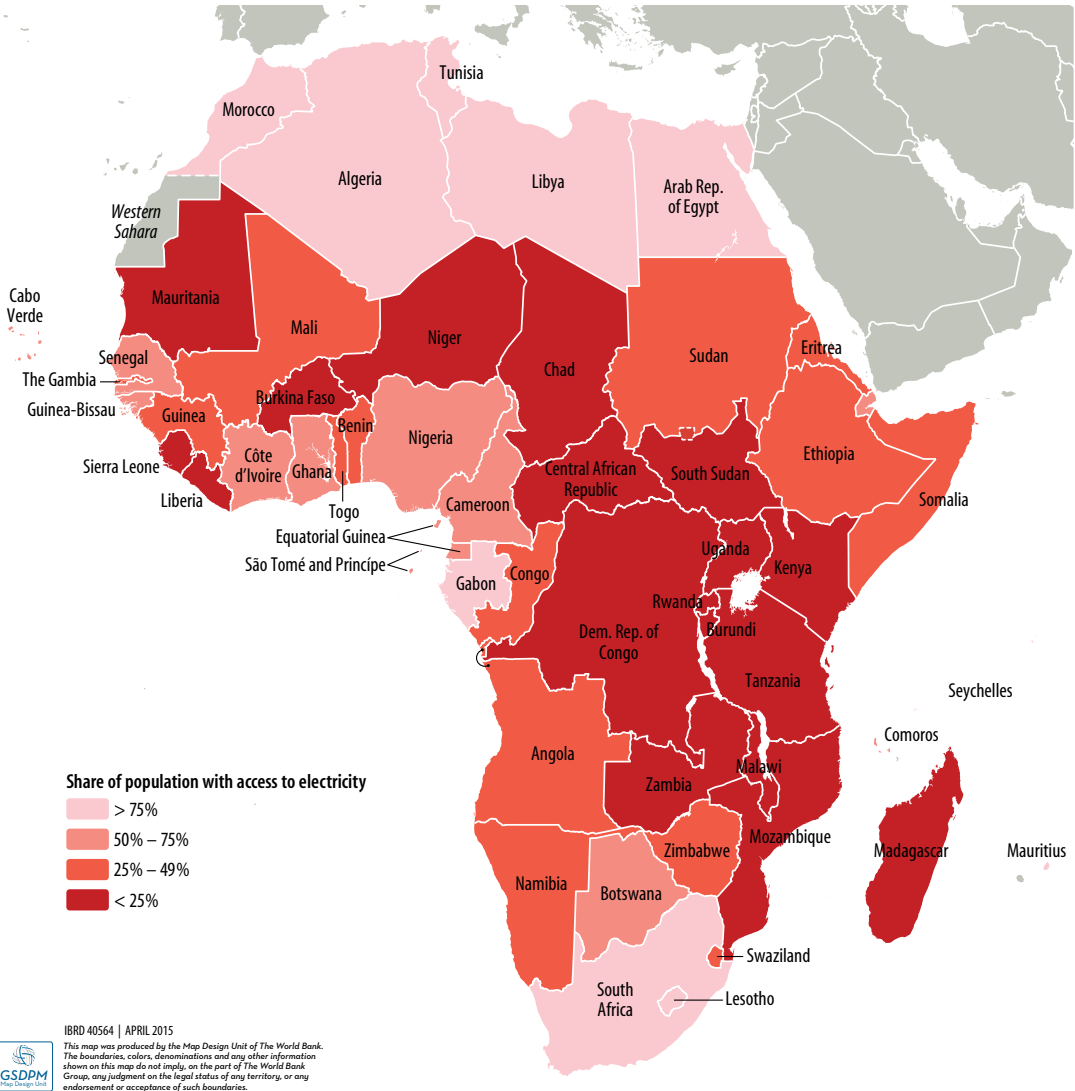 Tunisia
Morocco
Algeria
Libya
Arab Rep.
of Egypt
Western
Sahara
Cabo
Verde
Mauritania
Mali
Niger
Chad
Sudan
Eritrea
Senegal
The Gambia
Guinea-Bissau
Guinea
Burkina Faso
Benin
Nigeria
Côte
d'Ivoire
Ghana
Sierra Leone
Liberia
Togo
Cameroon
Central African
Republic
South Sudan
Ethiopia
Somalia
Equatorial Guinea
São Tomé and Princípe
Gabon
Congo
Uganda
Kenya
Rwanda
Burundi
Dem. Rep. of
Congo
Tanzania
Seychelles
Comoros
Angola
Zambia
Malawi
Mozambique
Madagascar
Mauritius
Zimbabwe
Namibia
Botswana
Swaziland
South
Africa
Lesotho
Share of population with access to electricity
> 75%
50% – 75%
25% – 49%
< 25%
IBRD 40564 | APRIL 2015
This map was produced by the Map Design Unit of The World Bank.
The boundaries, colors, denominations and any other information
shown on this map do not imply, on the part of The World Bank
Group, any judgment on the legal status of any territory, or any
endorsement or acceptance of such boundaries.
GSDPM
Map Design Unit